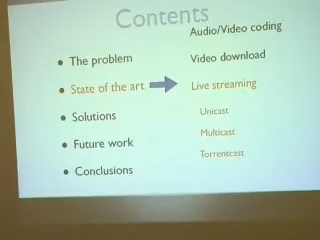 Contents
The problem
State of the art
Solutions
Future work
Conclusions
Audio/Video coding
Video download
Live streaming
Unicast
Multicast
Torrentcast